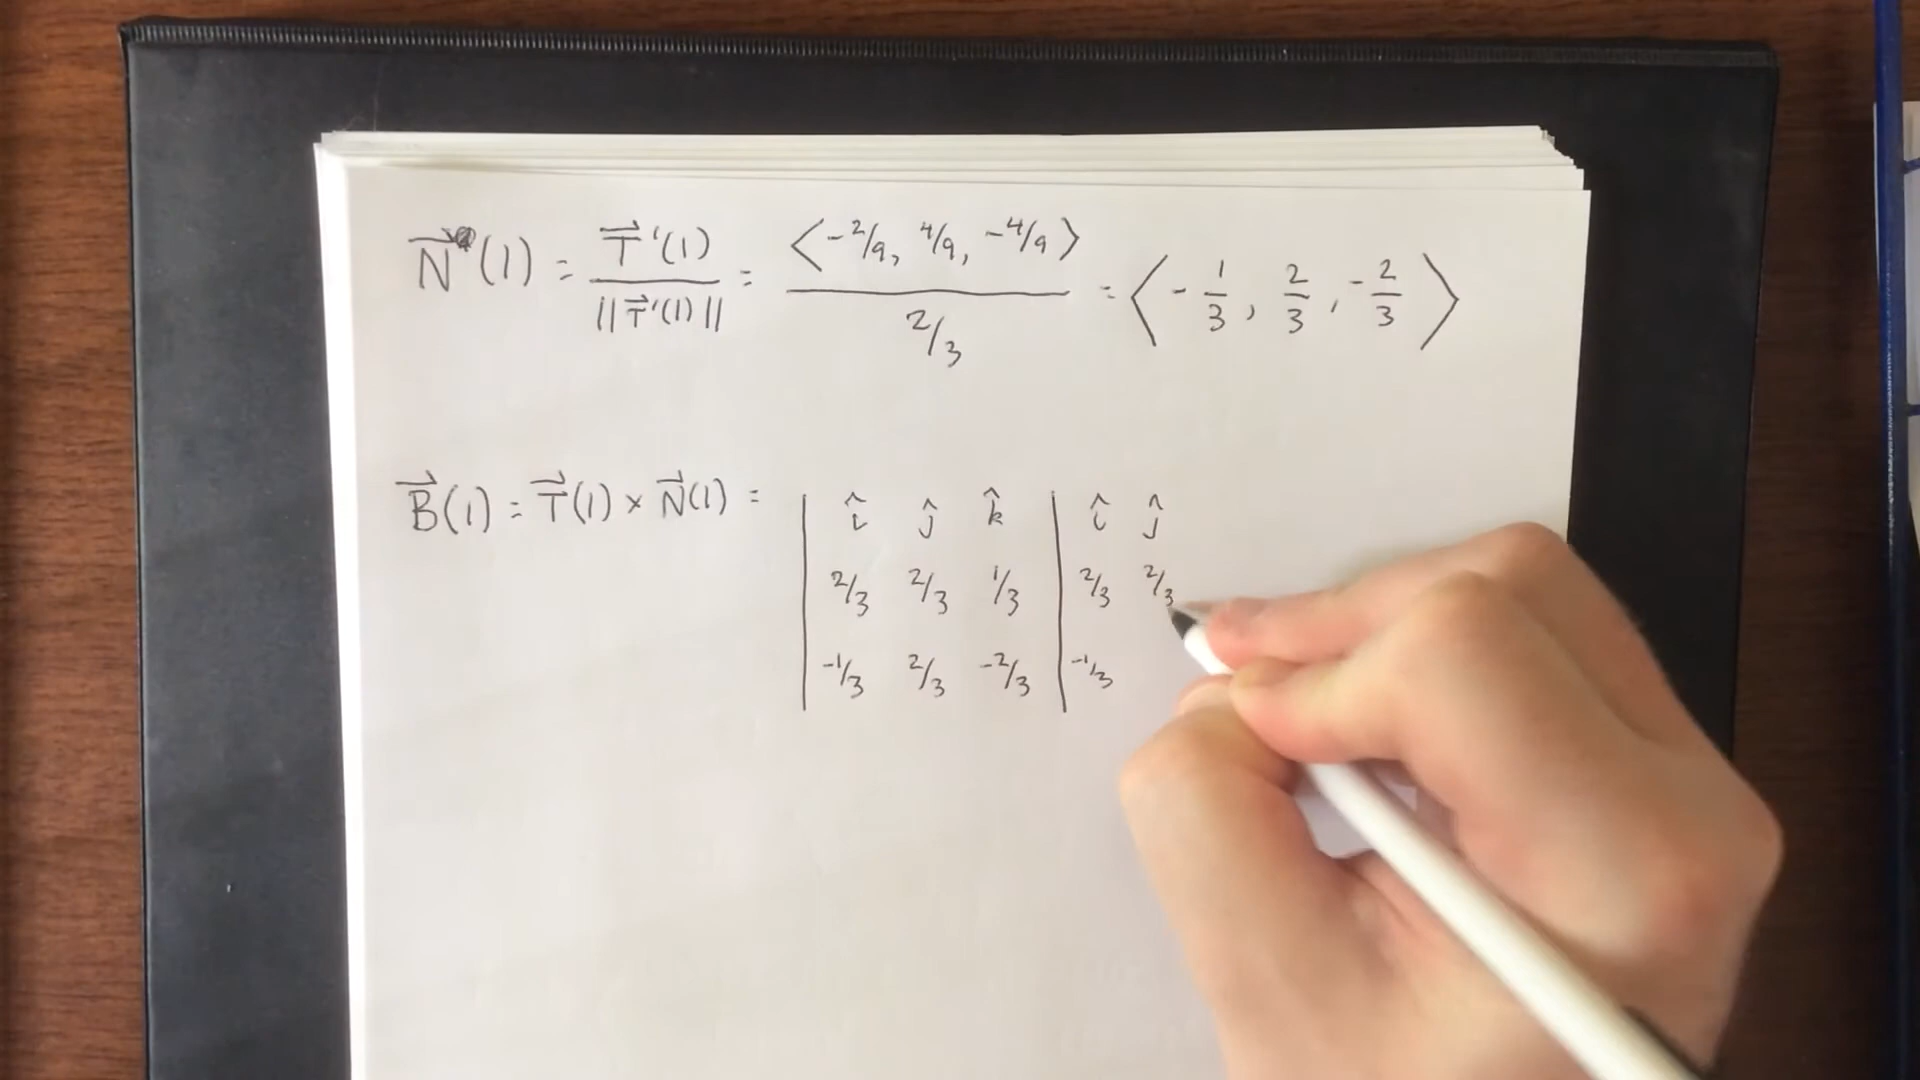 N⃗(1) = T⃗'(1) / ||T⃗'(1)|| = ⟨-2/9, 4/9, -4/9⟩ / 2/3 = ⟨-1/3, 2/3, -2/3⟩
B⃗(1) = T⃗(1) × N⃗(1) = | î ĵ k̂ | î ĵ
2/3 2/3 1/3 | 2/3 2/3
-1/3 2/3 -2/3 | -1/3